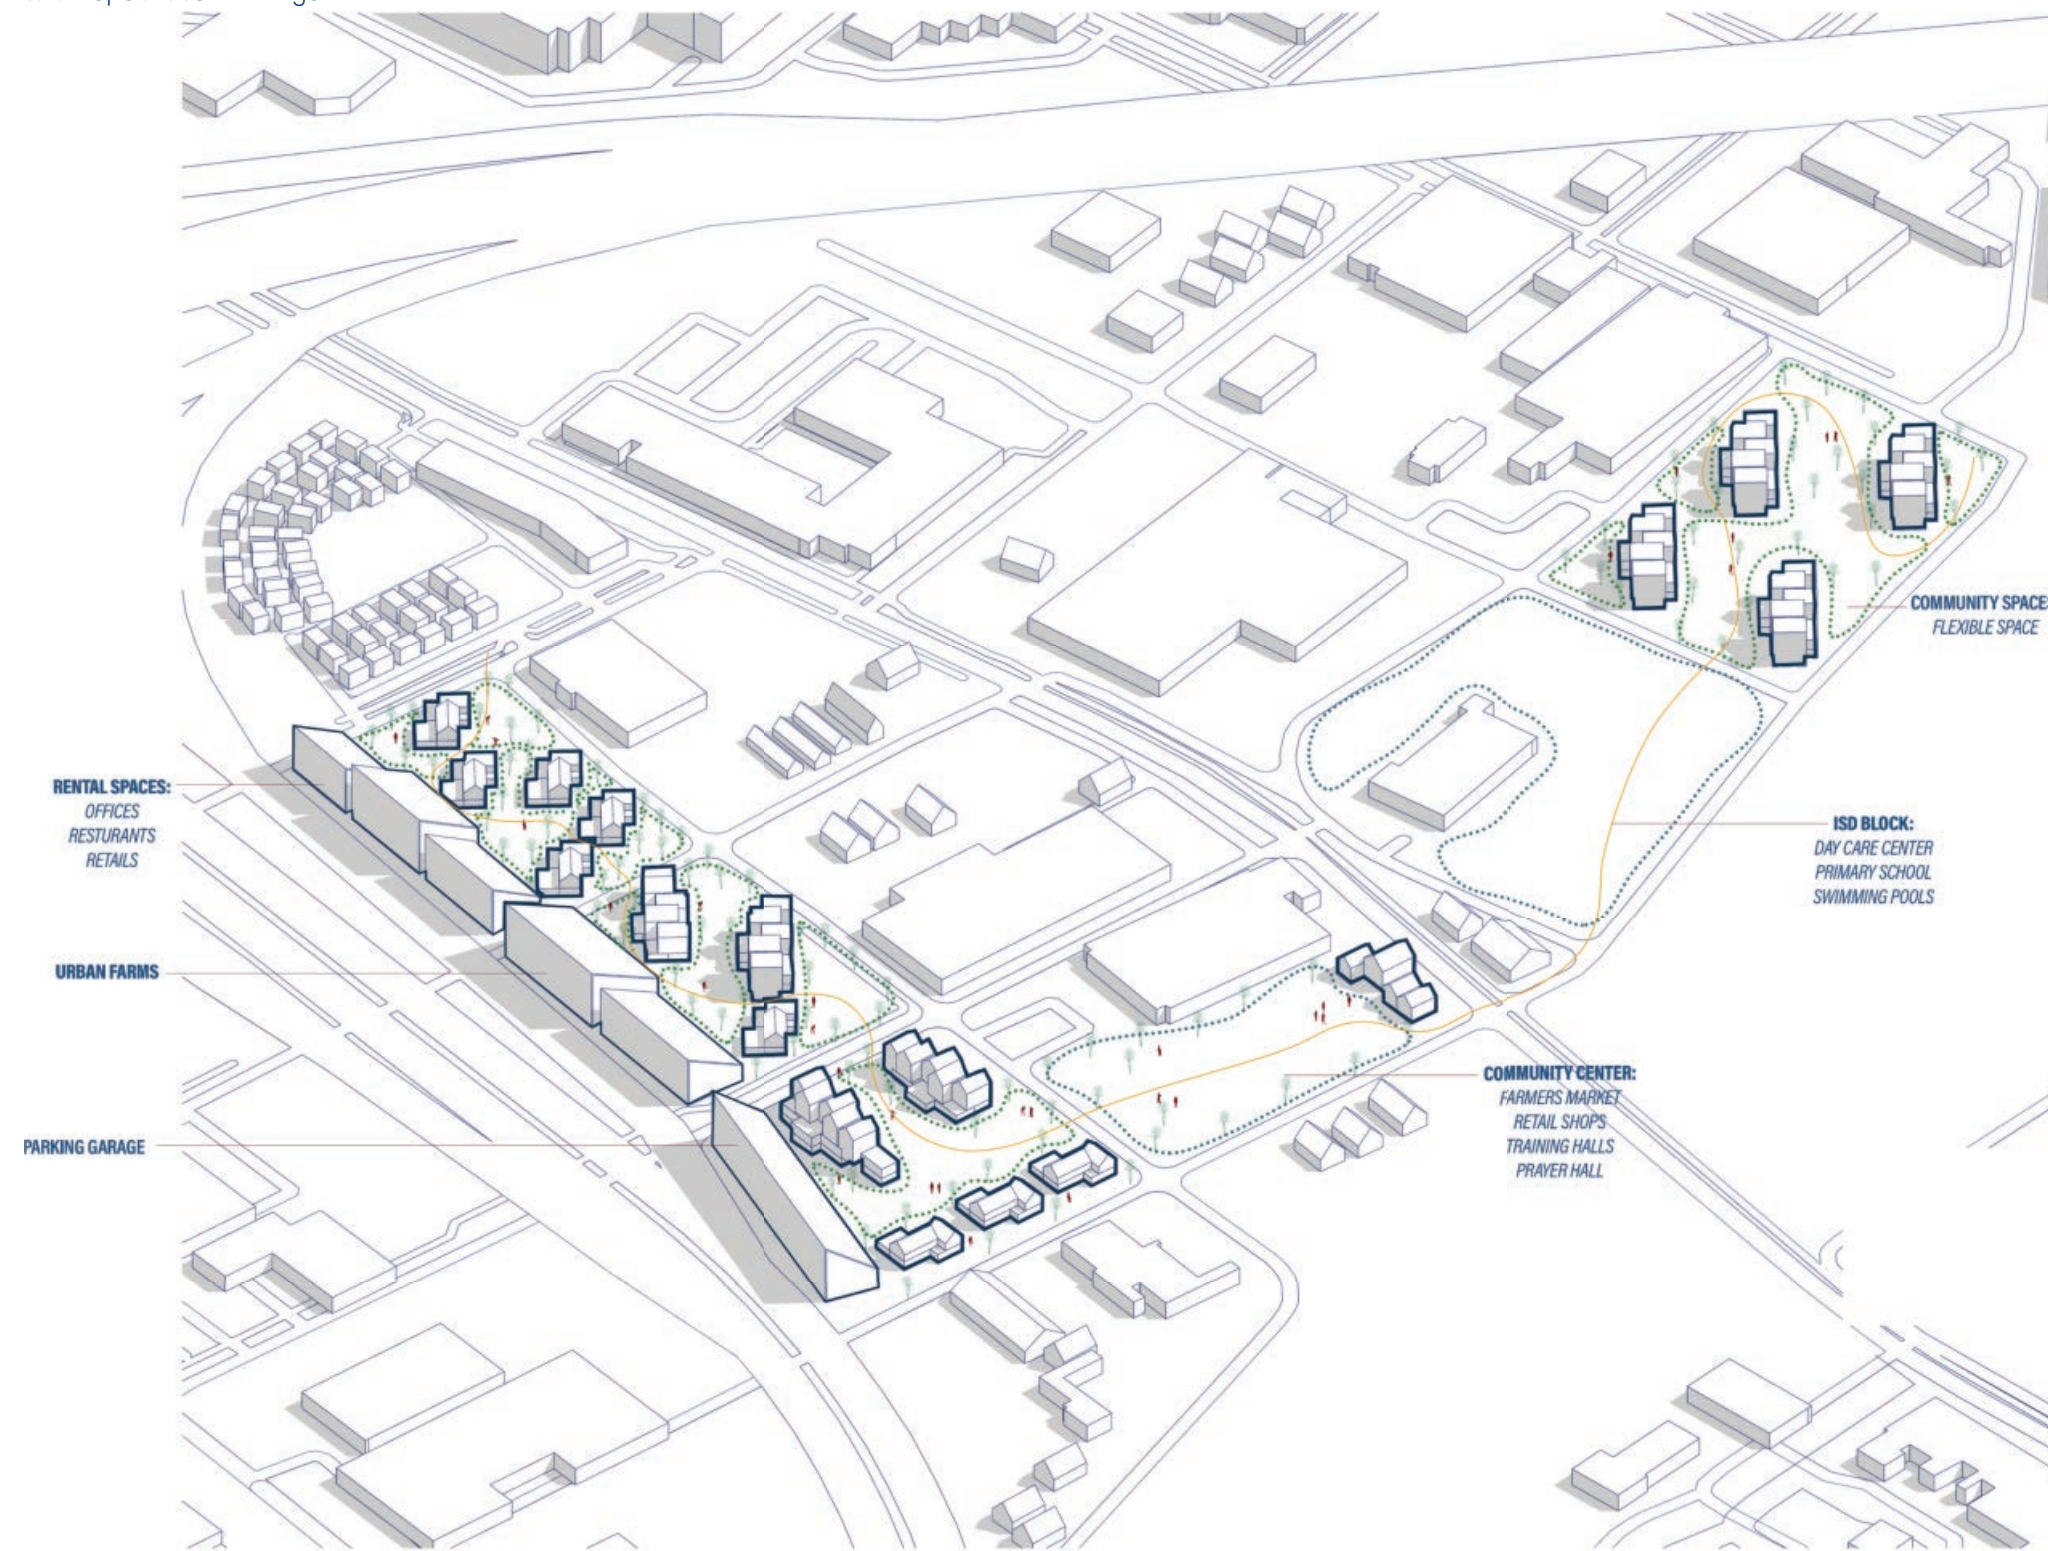 COMMUNITY SPACE
FLEXIBLE SPACE
RENTAL SPACES:
OFFICES
RESTURANTS
RETAILS
ISD BLOCK:
DAY CARE CENTER
PRIMARY SCHOOL
SWIMMING POOLS
URBAN FARMS
COMMUNITY CENTER:
FARMERS MARKET
RETAIL SHOPS
TRAINING HALLS
PRAYER HALL
PARKING GARAGE